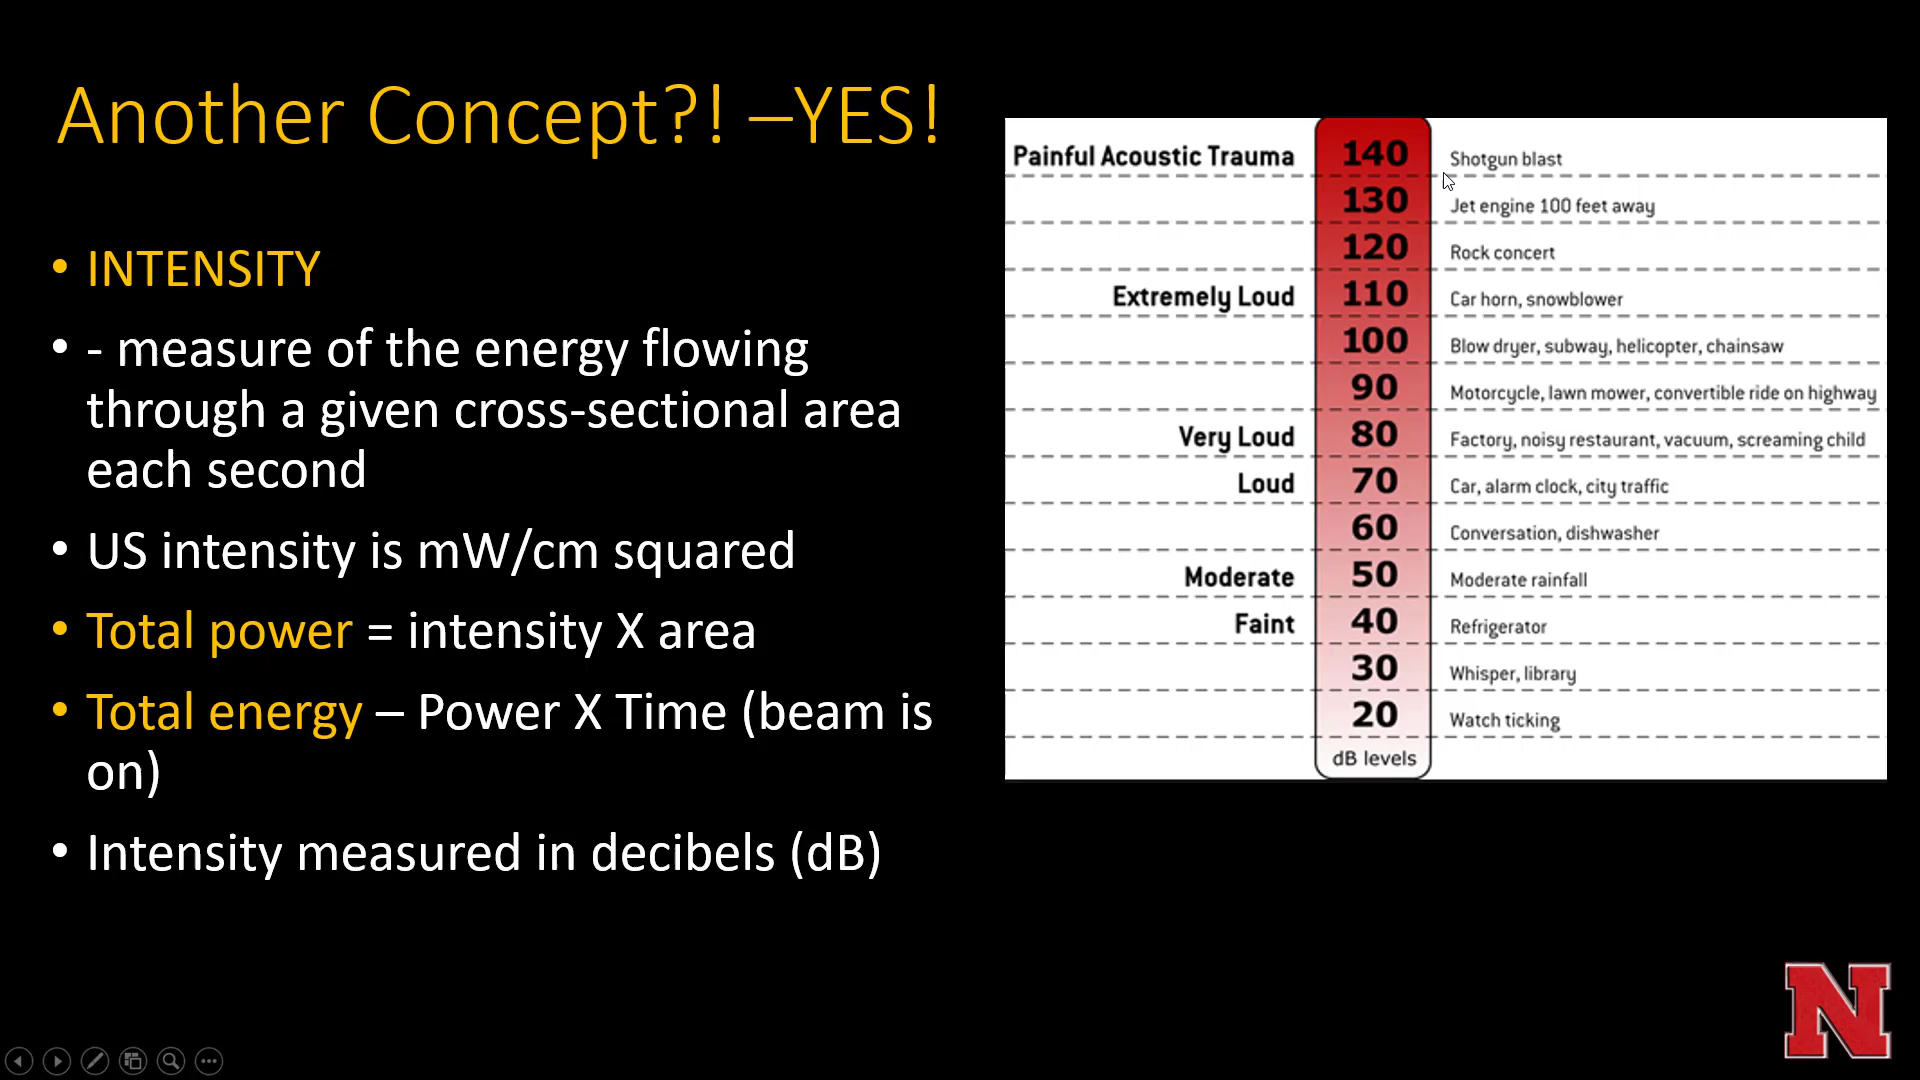 Another Concept?! –YES!
• INTENSITY
• - measure of the energy flowing
through a given cross-sectional area
each second
• US intensity is mW/cm squared
• Total power = intensity X area
• Total energy – Power X Time (beam is
on)
• Intensity measured in decibels (dB)
Painful Acoustic Trauma 140 Shotgun blast
130 Jet engine 100 feet away
120 Rock concert
Extremely Loud 110 Car horn, snowblower
100 Blow dryer, subway, helicopter, chainsaw
90 Motorcycle, lawn mower, convertible ride on highway
Very Loud 80 Factory, noisy restaurant, vacuum, screaming child
Loud 70 Car, alarm clock, city traffic
60 Conversation, dishwasher
Moderate 50 Moderate rainfall
Faint 40 Refrigerator
30 Whisper, library
20 Watch ticking
dB levels
N